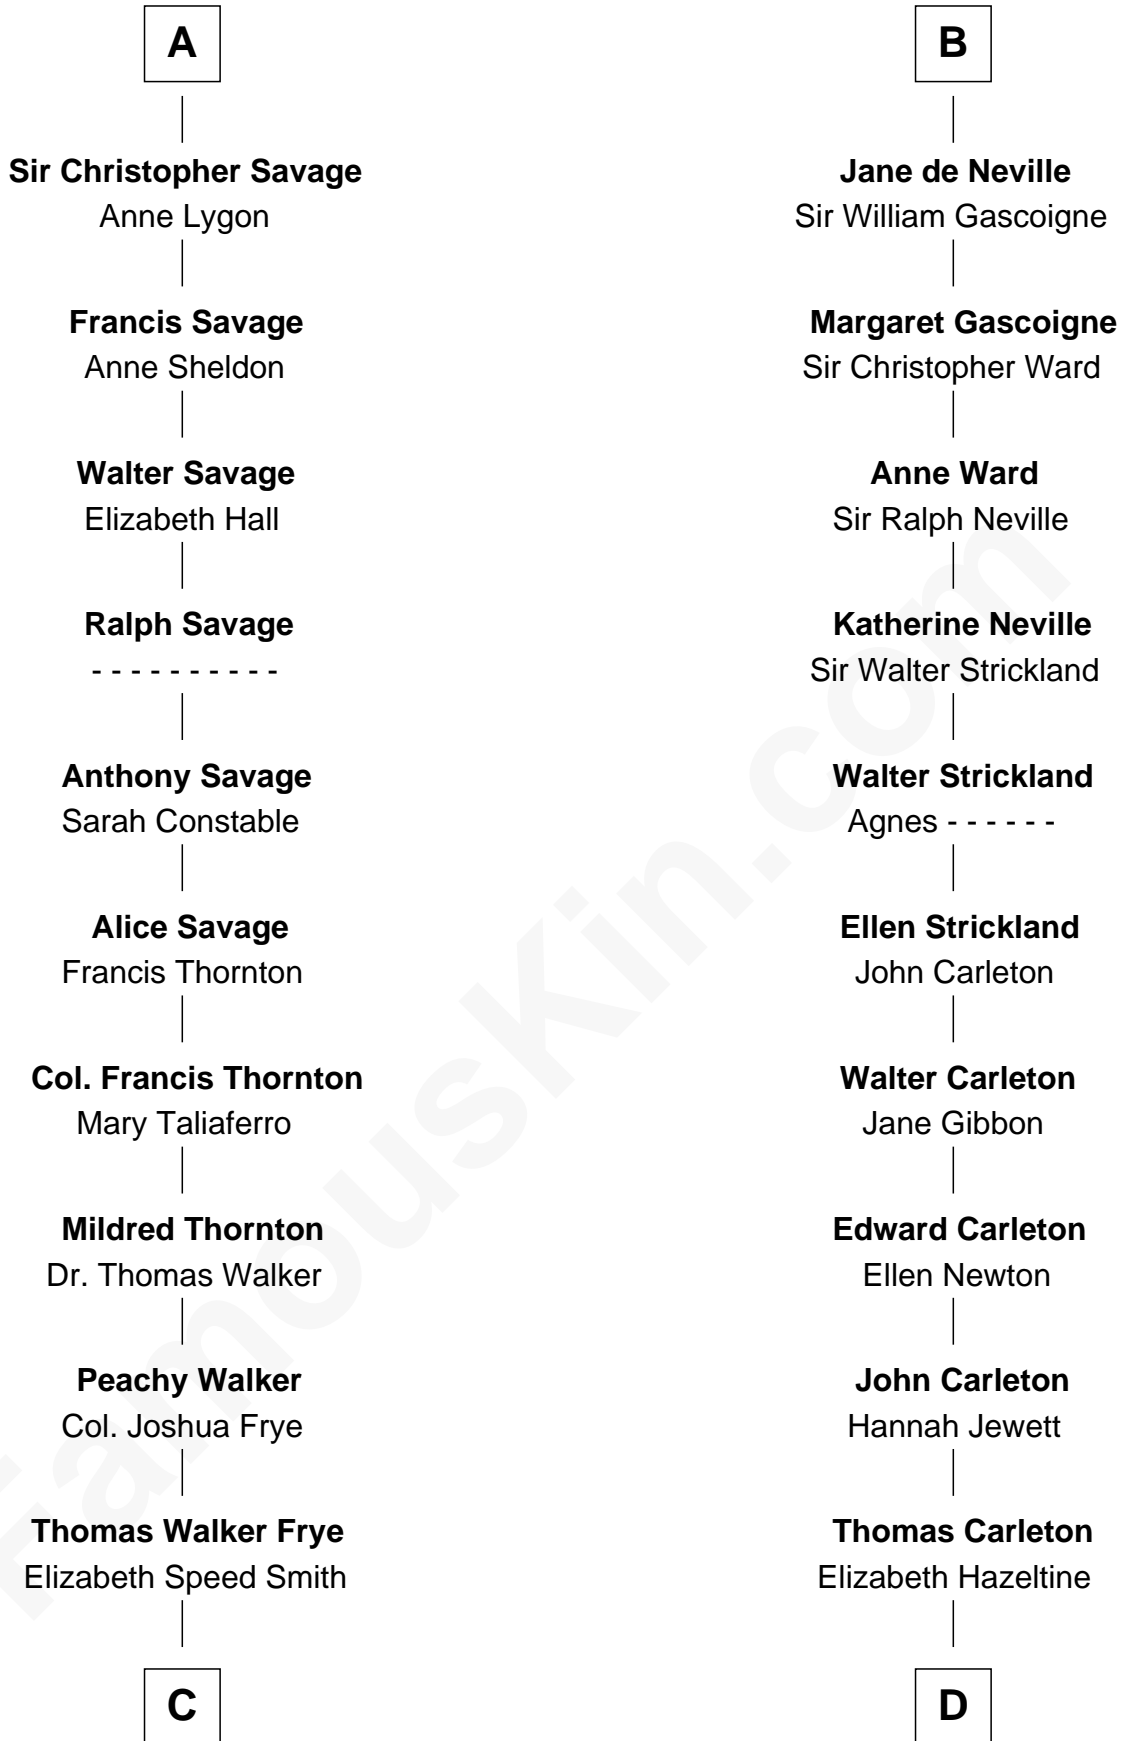 A
Sir Christopher Savage
Anne Lygon
Francis Savage
Anne Sheldon
Walter Savage
Elizabeth Hall
Ralph Savage
- - - - - - - - - -
Anthony Savage
Sarah Constable
Alice Savage
Francis Thornton
Col. Francis Thornton
Mary Taliaferro
Mildred Thornton
Dr. Thomas Walker
Peachy Walker
Col. Joshua Frye
Thomas Walker Frye
Elizabeth Speed Smith
C
B
Jane de Neville
Sir William Gascoigne
Margaret Gascoigne
Sir Christopher Ward
Anne Ward
Sir Ralph Neville
Katherine Neville
Sir Walter Strickland
Walter Strickland
Agnes - - - - - -
Ellen Strickland
John Carleton
Walter Carleton
Jane Gibbon
Edward Carleton
Ellen Newton
John Carleton
Hannah Jewett
Thomas Carleton
Elizabeth Hazeltine
D
FamousKin.com